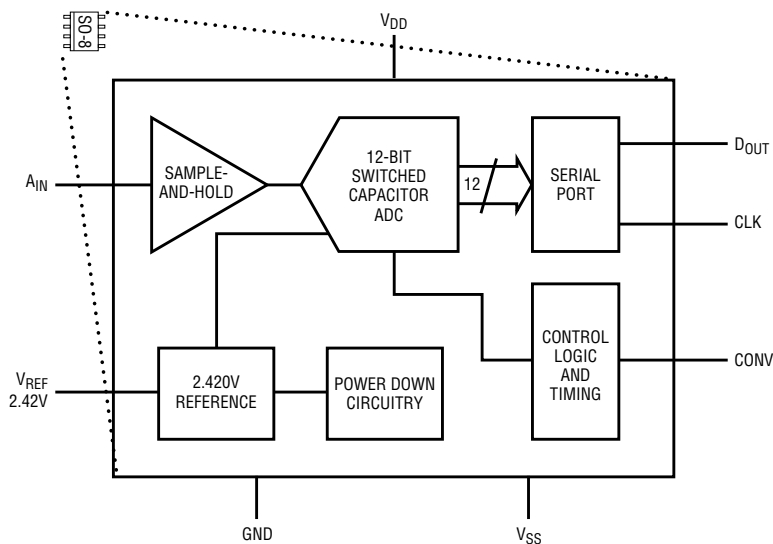 SO-8
VDD
SAMPLE-
AND-HOLD
12-BIT
SWITCHED
CAPACITOR
ADC
12
SERIAL
PORT
DOUT
AIN
CLK
2.420V
REFERENCE
POWER DOWN
CIRCUITRY
CONTROL
LOGIC
AND
TIMING
CONV
VREF
2.42V
GND
VSS